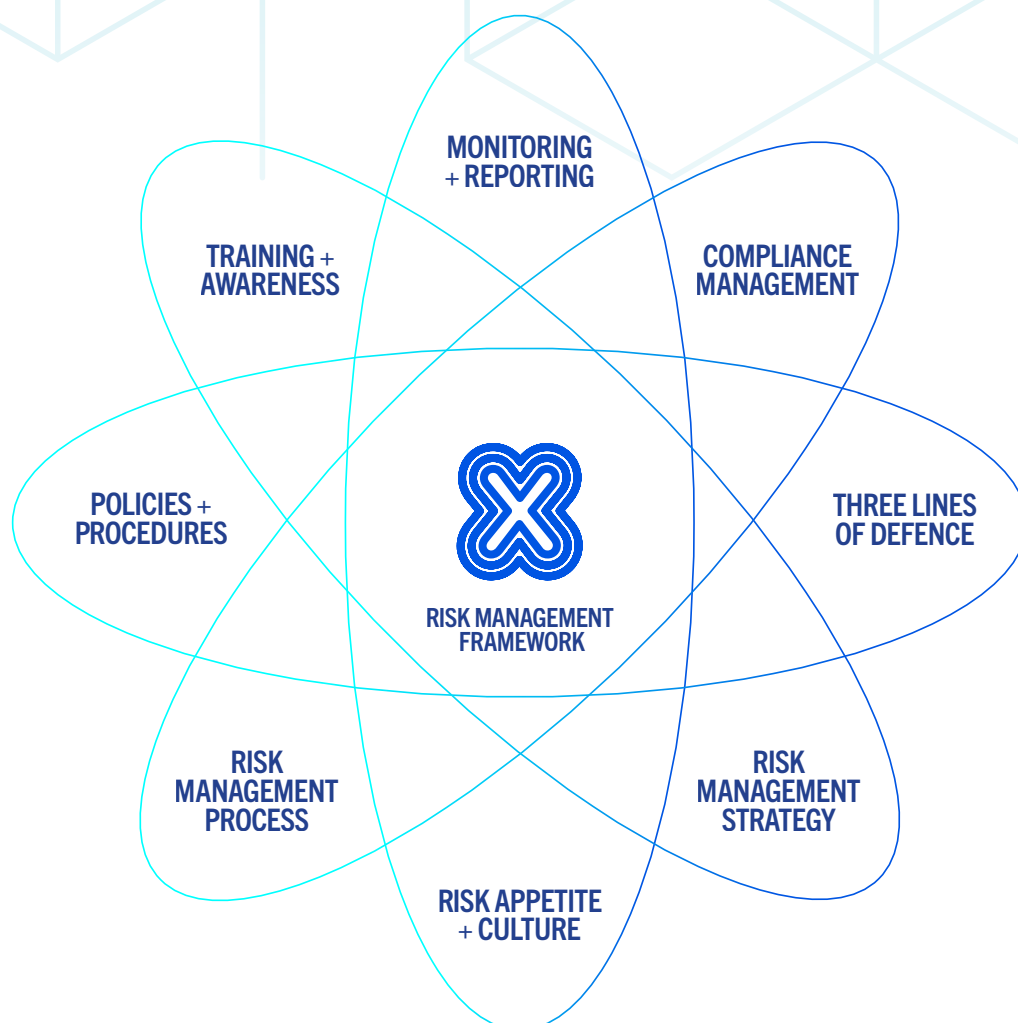 MONITORING
+ REPORTING
TRAINING +
AWARENESS
COMPLIANCE
MANAGEMENT
POLICIES +
PROCEDURES
THREE LINES
OF DEFENCE
RISK MANAGEMENT
FRAMEWORK
RISK
MANAGEMENT
PROCESS
RISK
MANAGEMENT
STRATEGY
RISK APPETITE
+ CULTURE